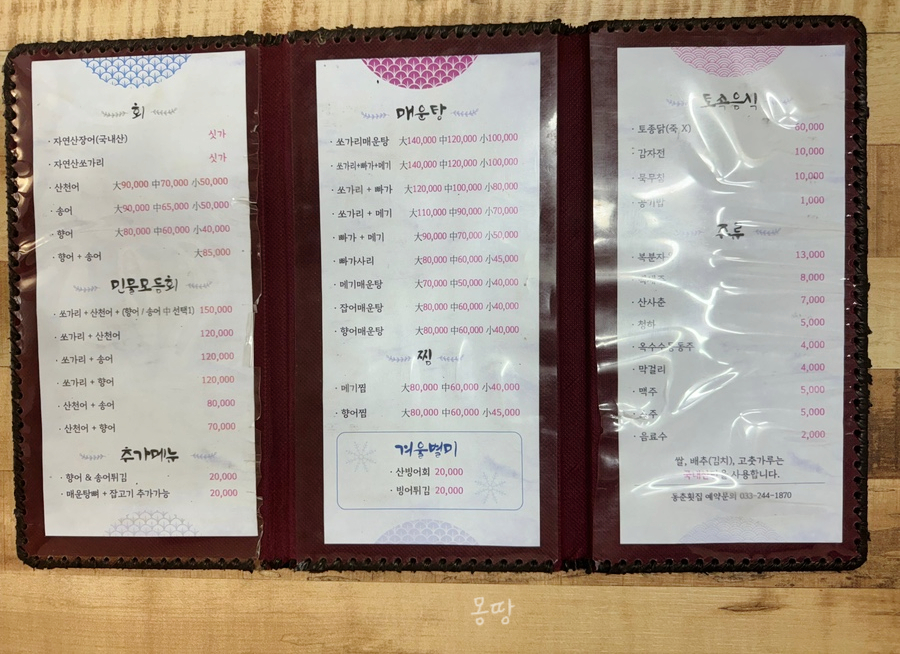 회
· 자연산장어(국내산) 싯가
· 자연산쏘가리 싯가
· 산천어 大90,000 中70,000 小50,000
· 송어 大90,000 中65,000 小50,000
· 향어 大80,000 中60,000 小40,000
· 향어 + 송어 大85,000
민물모듬회
· 쏘가리 + 산천어 + (향어 / 송어 中 선택1) 150,000
· 쏘가리 + 산천어 120,000
· 쏘가리 + 송어 120,000
· 쏘가리 + 향어 120,000
· 산천어 + 송어 80,000
· 산천어 + 향어 70,000
추가메뉴
· 향어 & 송어튀김 20,000
· 매운탕뼈 + 잡고기 추가가능 20,000
매운탕
· 쏘가리매운탕 大140,000 中120,000 小100,000
· 쏘가리+빠가+메기 大140,000 中120,000 小100,000
· 쏘가리 + 빠가 大120,000 中100,000 小80,000
· 쏘가리 + 메기 大110,000 中90,000 小70,000
· 빠가 + 메기 大90,000 中70,000 小50,000
· 빠가사리 大80,000 中60,000 小45,000
· 메기매운탕 大70,000 中50,000 小40,000
· 잡어매운탕 大80,000 中60,000 小40,000
· 향어매운탕 大80,000 中60,000 小40,000
찜
· 메기찜 大80,000 中60,000 小40,000
· 향어찜 大80,000 中60,000 小45,000
겨울별미
· 산빙어회 20,000
· 빙어튀김 20,000
토속음식
· 토종닭(죽 X) 60,000
· 감자전 10,000
· 묵무침 10,000
· 공기밥 1,000
주류
· 복분자 13,000
8,000
· 산사춘 7,000
· 청하 5,000
· 옥수수동동주 4,000
· 막걸리 4,000
· 맥주 5,000
· 소주 5,000
· 음료수 2,000
쌀, 배추(김치), 고춧가루는
국내산을 사용합니다.
동춘횟집 예약문의 033-244-1870
몽땅